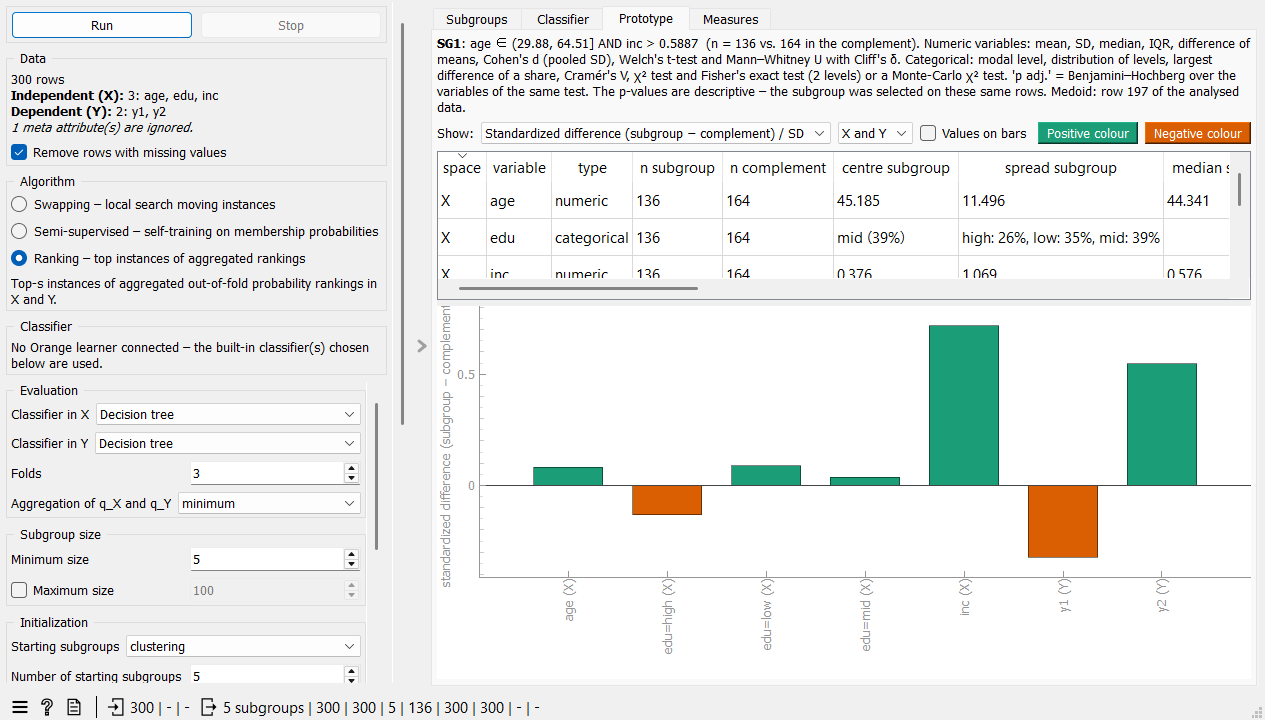 Run
Stop
Data
300 rows
Independent (X): 3: age, edu, inc
Dependent (Y): 2: y1, y2
1 meta attribute(s) are ignored.
Remove rows with missing values
Algorithm
Swapping – local search moving instances
Semi-supervised – self-training on membership probabilities
Ranking – top instances of aggregated rankings
Top-s instances of aggregated out-of-fold probability rankings in
X and Y.
Classifier
No Orange learner connected – the built-in classifier(s) chosen
below are used.
Evaluation
Classifier in X Decision tree
Classifier in Y Decision tree
Folds 3
Aggregation of q_X and q_Y minimum
Subgroup size
Minimum size 5
Maximum size 100
Initialization
Starting subgroups clustering
Number of starting subgroups 5
Subgroups Classifier Prototype Measures
SG1: age ∈ (29.88, 64.51] AND inc > 0.5887 (n = 136 vs. 164 in the complement). Numeric variables: mean, SD, median, IQR, difference of
means, Cohen's d (pooled SD), Welch's t-test and Mann–Whitney U with Cliff's δ. Categorical: modal level, distribution of levels, largest
difference of a share, Cramér's V, χ² test and Fisher's exact test (2 levels) or a Monte-Carlo χ² test. 'p adj.' = Benjamini–Hochberg over the
variables of the same test. The p-values are descriptive – the subgroup was selected on these same rows. Medoid: row 197 of the analysed
data.
Show: Standardized difference (subgroup − complement) / SD X and Y Values on bars Positive colour Negative colour
space variable type n subgroup n complement centre subgroup spread subgroup median s
X age numeric 136 164 45.185 11.496 44.341
X edu categorical 136 164 mid (39%) high: 26%, low: 35%, mid: 39%
X inc numeric 136 164 0.376 1.069 0.576
standardized difference (subgroup − complement
0.5
0
age (X)
edu=high (X)
edu=low (X)
edu=mid (X)
inc (X)
y1 (Y)
y2 (Y)
300 | - | - 5 subgroups | 300 | 300 | 5 | 136 | 300 | 300 | - | -